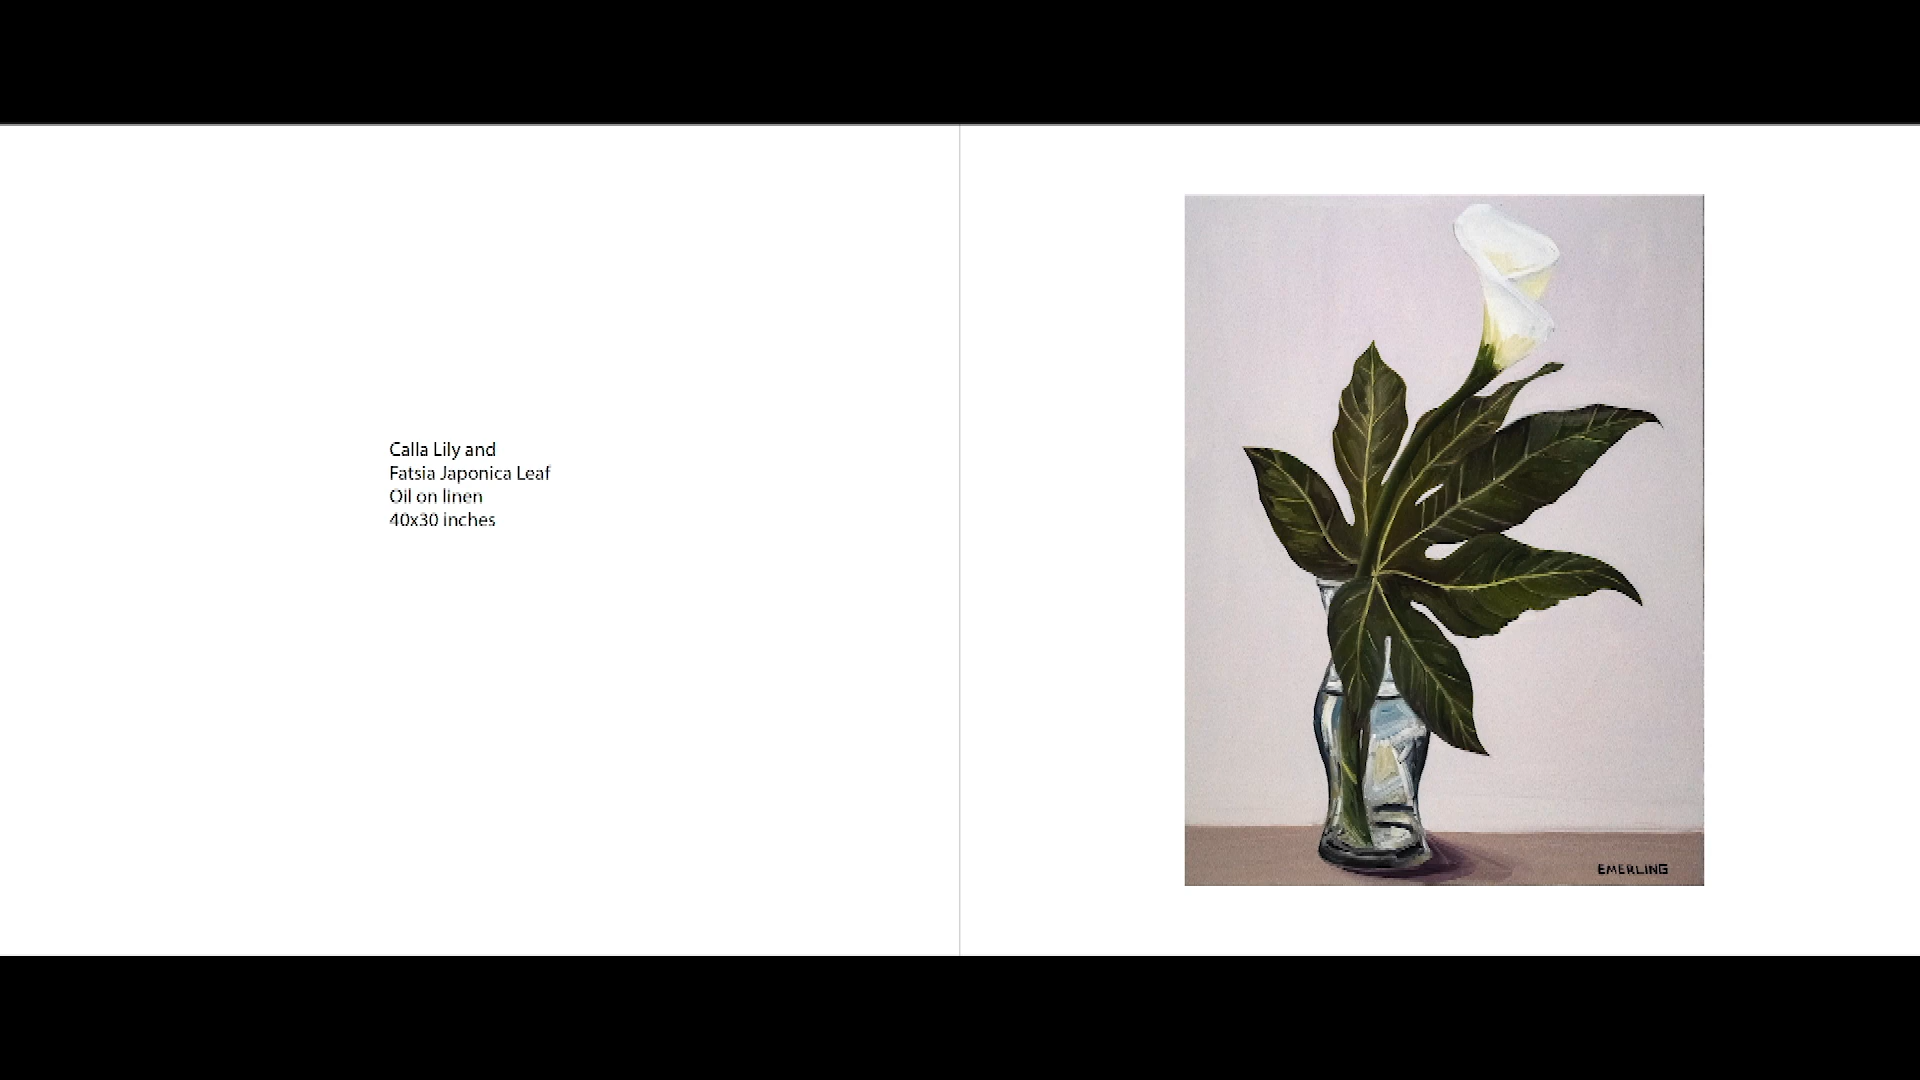 Calla Lily and
Fatsia Japonica Leaf
Oil on linen
40x30 inches
EMERLING